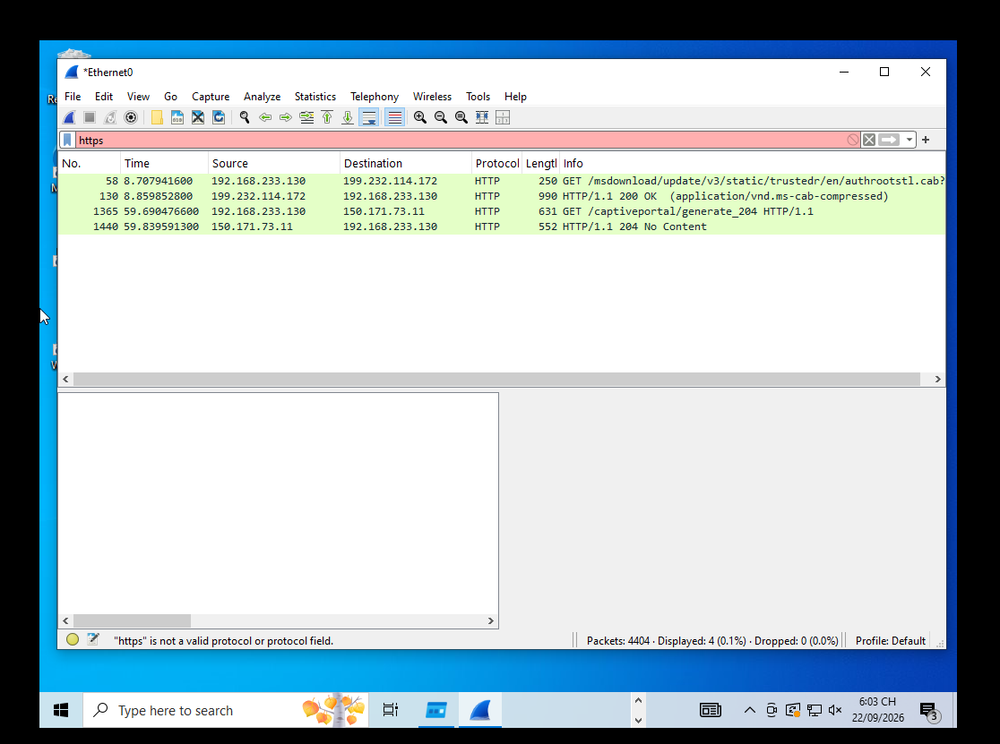 *Ethernet0
Re
File Edit View Go Capture Analyze Statistics Telephony Wireless Tools Help
https
+
No. Time Source Destination Protocol Lengtl Info
58 8.707941600 192.168.233.130 199.232.114.172 HTTP 250 GET /msdownload/update/v3/static/trustedr/en/authrootstl.cab?
130 8.859852800 199.232.114.172 192.168.233.130 HTTP 990 HTTP/1.1 200 OK (application/vnd.ms-cab-compressed)
1365 59.690476600 192.168.233.130 150.171.73.11 HTTP 631 GET /captiveportal/generate_204 HTTP/1.1
1440 59.839591300 150.171.73.11 192.168.233.130 HTTP 552 HTTP/1.1 204 No Content
"https" is not a valid protocol or protocol field. Packets: 4404 · Displayed: 4 (0.1%) · Dropped: 0 (0.0%) Profile: Default
Type here to search
6:03 CH
22/09/2026
3